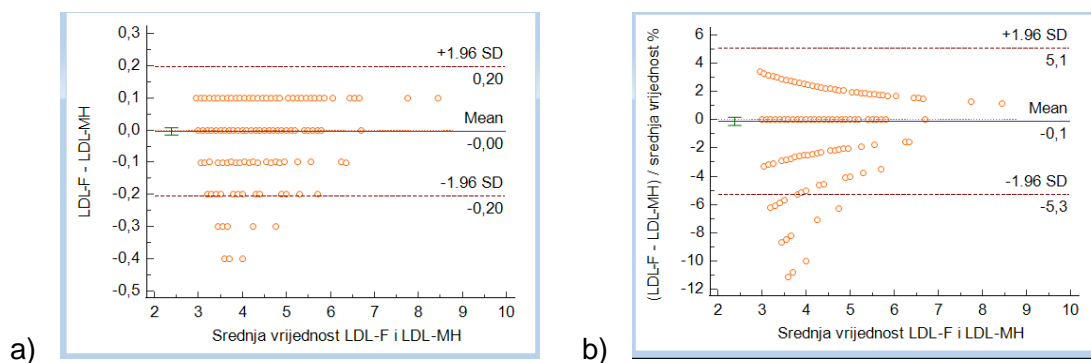 a)
LDL-F - LDL-MH
0,3
0,2
0,1
0,0
-0,1
-0,2
-0,3
-0,4
-0,5
+1.96 SD
0,20
Mean
-0,00
-1.96 SD
-0,20
2 3 4 5 6 7 8 9 10
Srednja vrijednost LDL-F i LDL-MH
b)
(LDL-F - LDL-MH) / srednja vrijednost %
6
4
2
0
-2
-4
-6
-8
-10
-12
+1.96 SD
5,1
Mean
-0,1
-1.96 SD
-5,3
2 3 4 5 6 7 8 9 10
Srednja vrijednost LDL-F i LDL-MH